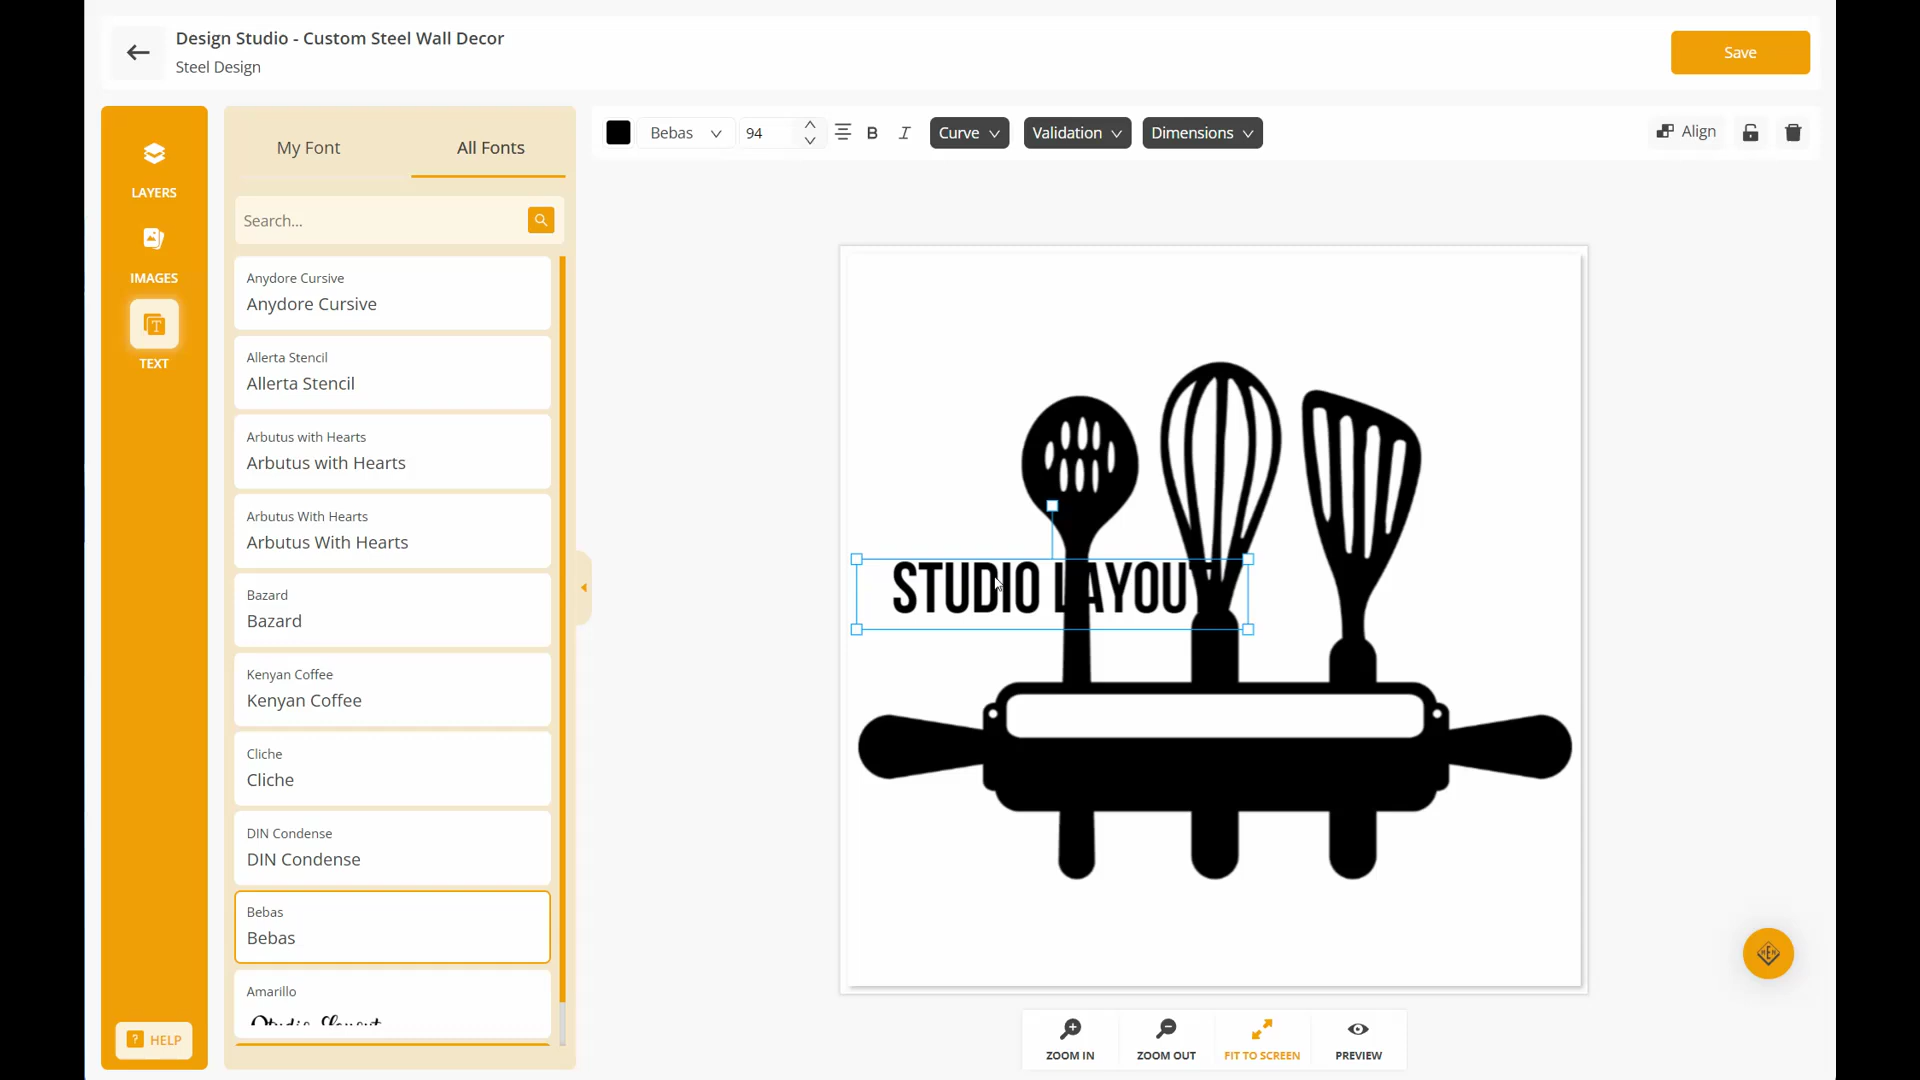 Design Studio - Custom Steel Wall Decor
Steel Design
Save
LAYERS
IMAGES
TEXT
? HELP
My Font
All Fonts
Search...
Anydore Cursive
Anydore Cursive
Allerta Stencil
Allerta Stencil
Arbutus with Hearts
Arbutus with Hearts
Arbutus With Hearts
Arbutus With Hearts
Bazard
Bazard
Kenyan Coffee
Kenyan Coffee
Cliche
Cliche
DIN Condense
DIN Condense
Bebas
Bebas
Amarillo
Studio Layout
Bebas
94
B
I
Curve
Validation
Dimensions
Align
STUDIO LAYOUT
ZOOM IN
ZOOM OUT
FIT TO SCREEN
PREVIEW